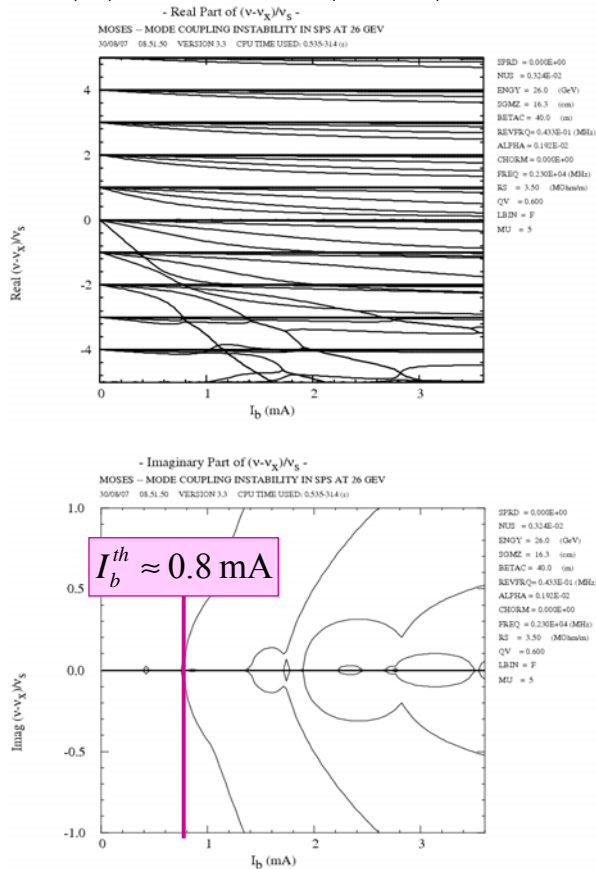 - Real Part of (ν-νx)/νs -
MOSES -- MODE COUPLING INSTABILITY IN SPS AT 26 GEV
30/08/07 08.51.50 VERSION 3.3 CPU TIME USED: 0.535-314 (s)
SPRD = 0.000E+00
NUS = 0.324E-02
ENGY = 26.0 (GeV)
SGMZ = 16.3 (cm)
BETAC = 40.0 (m)
REVFRQ= 0.433E-01 (MHz)
ALPHA = 0.192E-02
CHORM = 0.000E+00
FREQ = 0.230E+04 (MHz)
RS = 3.50 (MOhm/m)
QV = 0.600
LBIN = F
MU = 5
Real (ν-νx)/νs
4
2
0
-2
-4
0 1 2 3
Ib (mA)
- Imaginary Part of (ν-νx)/νs -
MOSES -- MODE COUPLING INSTABILITY IN SPS AT 26 GEV
30/08/07 08.51.50 VERSION 3.3 CPU TIME USED: 0.535-314 (s)
SPRD = 0.000E+00
NUS = 0.324E-02
ENGY = 26.0 (GeV)
SGMZ = 16.3 (cm)
BETAC = 40.0 (m)
REVFRQ= 0.433E-01 (MHz)
ALPHA = 0.192E-02
CHORM = 0.000E+00
FREQ = 0.230E+04 (MHz)
RS = 3.50 (MOhm/m)
QV = 0.600
LBIN = F
MU = 5
Imag (ν-νx)/νs
1.0
I_b^th ≈ 0.8 mA
0.5
0.0
-0.5
-1.0
0 1 2 3
Ib (mA)